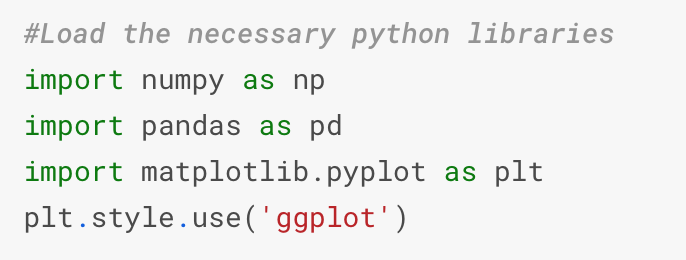 #Load the necessary python libraries
import numpy as np
import pandas as pd
import matplotlib.pyplot as plt
plt.style.use('ggplot')